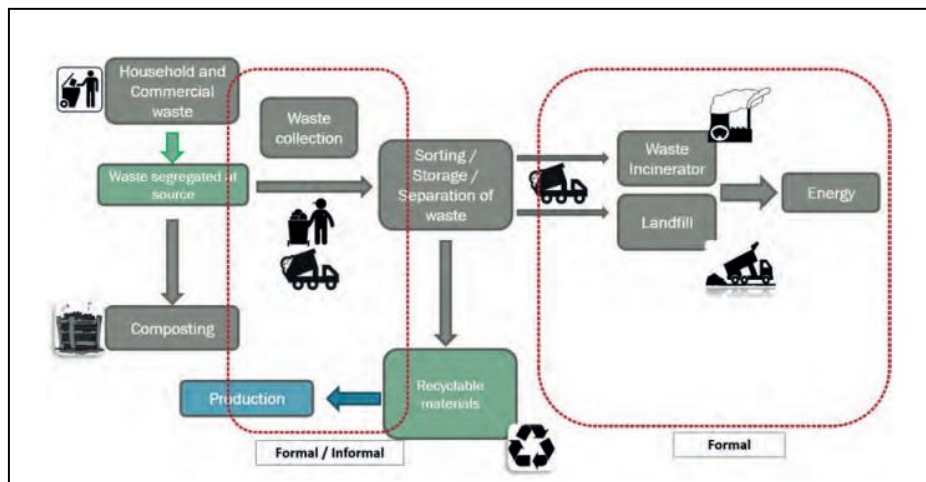 Household and
Commercial
waste
Waste
collection
Waste segregated at
source
Sorting /
Storage /
Separation of
waste
Waste
Incinerator
Landfill
Energy
Composting
Production
Recyclable
materials
Formal / Informal
Formal